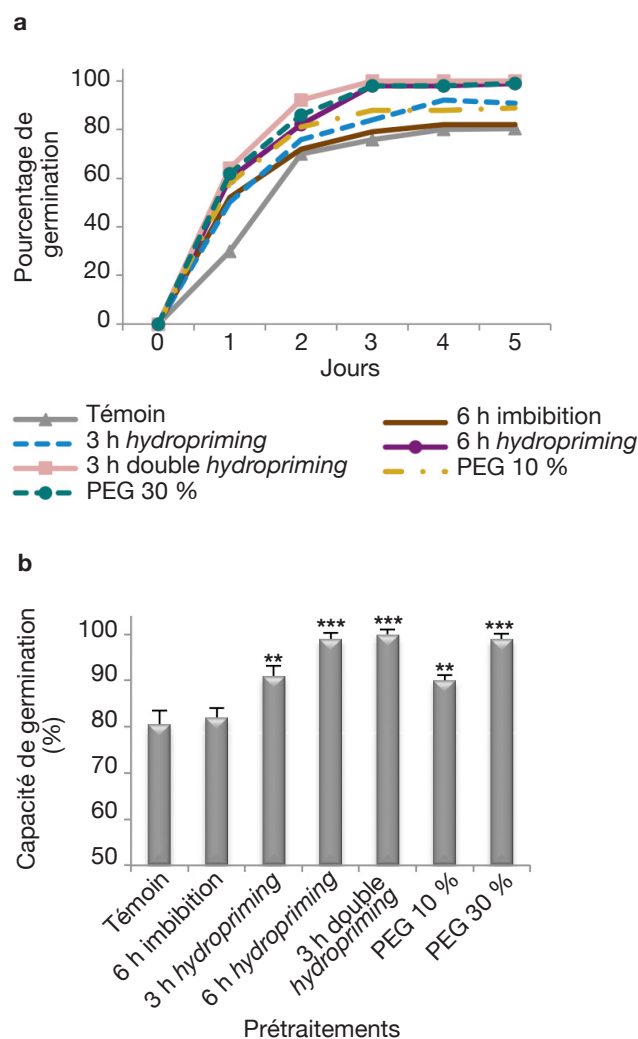 a
Pourcentage de
germination
100
80
60
40
20
0
0 1 2 3 4 5
Jours
Témoin
3 h hydropriming
3 h double hydropriming
PEG 30 %
6 h imbibition
6 h hydropriming
PEG 10 %
b
Capacité de germination
(%)
100
90
80
70
60
50
** *** *** ** ***
Témoin
6 h imbibition
3 h hydropriming
6 h hydropriming
3 h double
hydropriming
PEG 10 %
PEG 30 %
Prétraitements